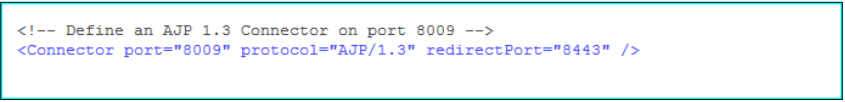 <!-- Define an AJP 1.3 Connector on port 8009 -->
<Connector port="8009" protocol="AJP/1.3" redirectPort="8443" />